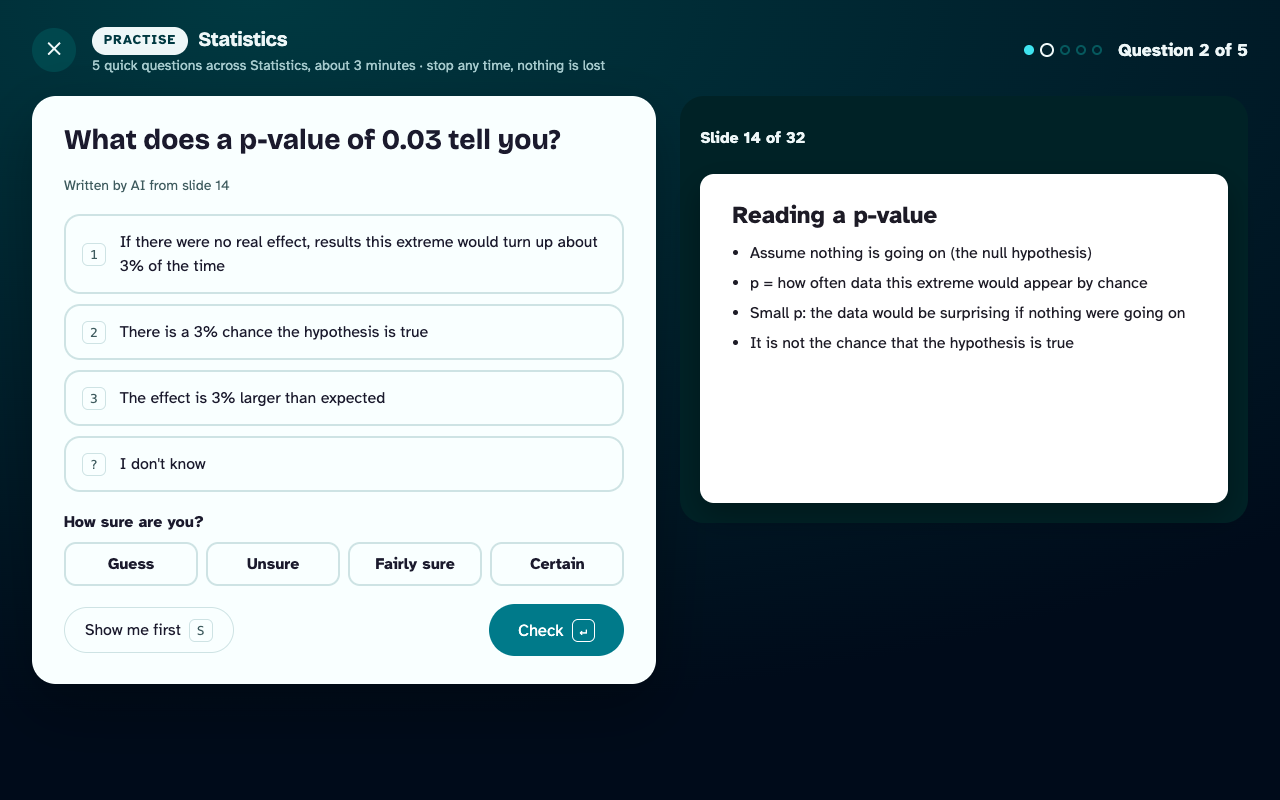 PRACTISE Statistics
5 quick questions across Statistics, about 3 minutes · stop any time, nothing is lost
Question 2 of 5
What does a p-value of 0.03 tell you?
Written by AI from slide 14
1 If there were no real effect, results this extreme would turn up about
3% of the time
2 There is a 3% chance the hypothesis is true
3 The effect is 3% larger than expected
? I don't know
How sure are you?
Guess Unsure Fairly sure Certain
Show me first S
Check ↵
Slide 14 of 32
Reading a p-value
• Assume nothing is going on (the null hypothesis)
• p = how often data this extreme would appear by chance
• Small p: the data would be surprising if nothing were going on
• It is not the chance that the hypothesis is true